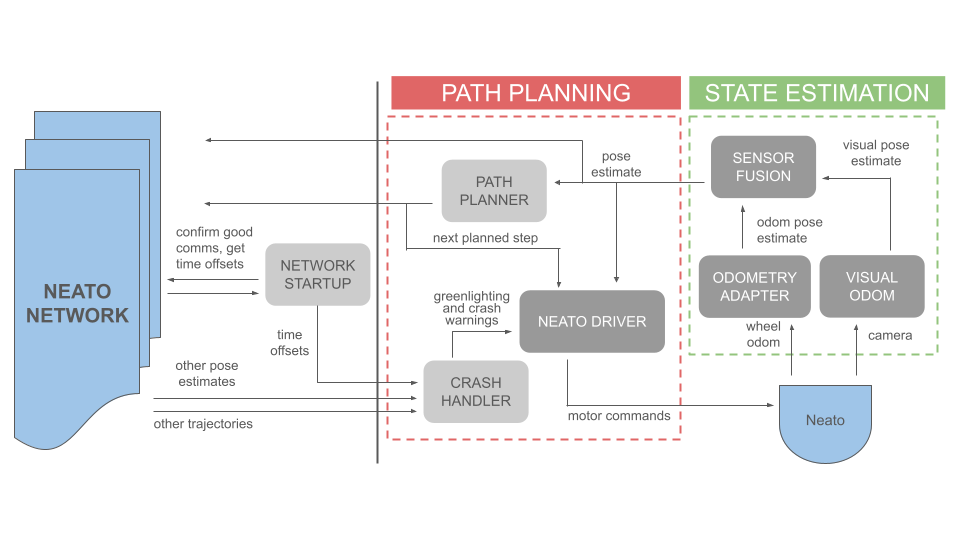 PATH PLANNING
STATE ESTIMATION
NEATO
NETWORK
confirm good
comms, get
time offsets
NETWORK
STARTUP
time
offsets
other pose
estimates
other trajectories
PATH
PLANNER
pose
estimate
next planned step
greenlighting
and crash
warnings
NEATO DRIVER
CRASH
HANDLER
motor commands
SENSOR
FUSION
visual pose
estimate
odom pose
estimate
ODOMETRY
ADAPTER
VISUAL
ODOM
wheel
odom
camera
Neato